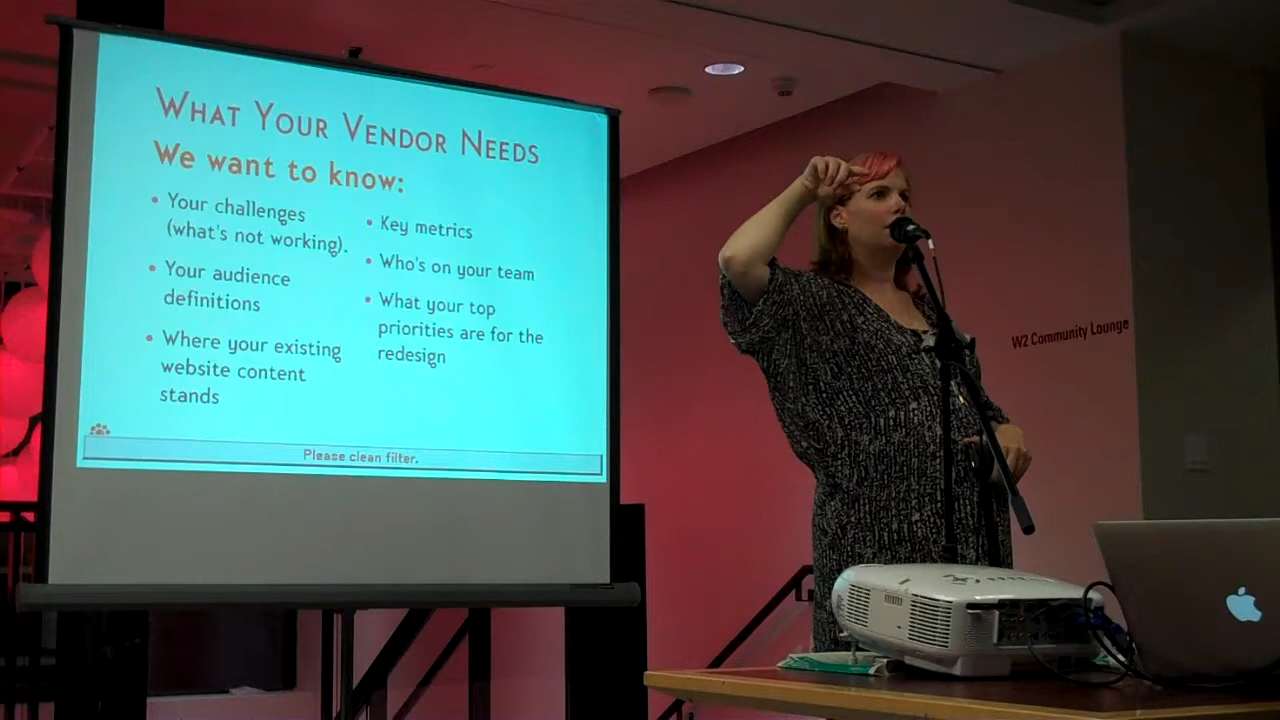 WHAT YOUR VENDOR NEEDS
We want to know:
• Your challenges
(what's not working).
• Your audience
definitions
• Where your existing
website content
stands
• Key metrics
• Who's on your team
• What your top
priorities are for the
redesign
Please clean filter.
W2 Community Lounge